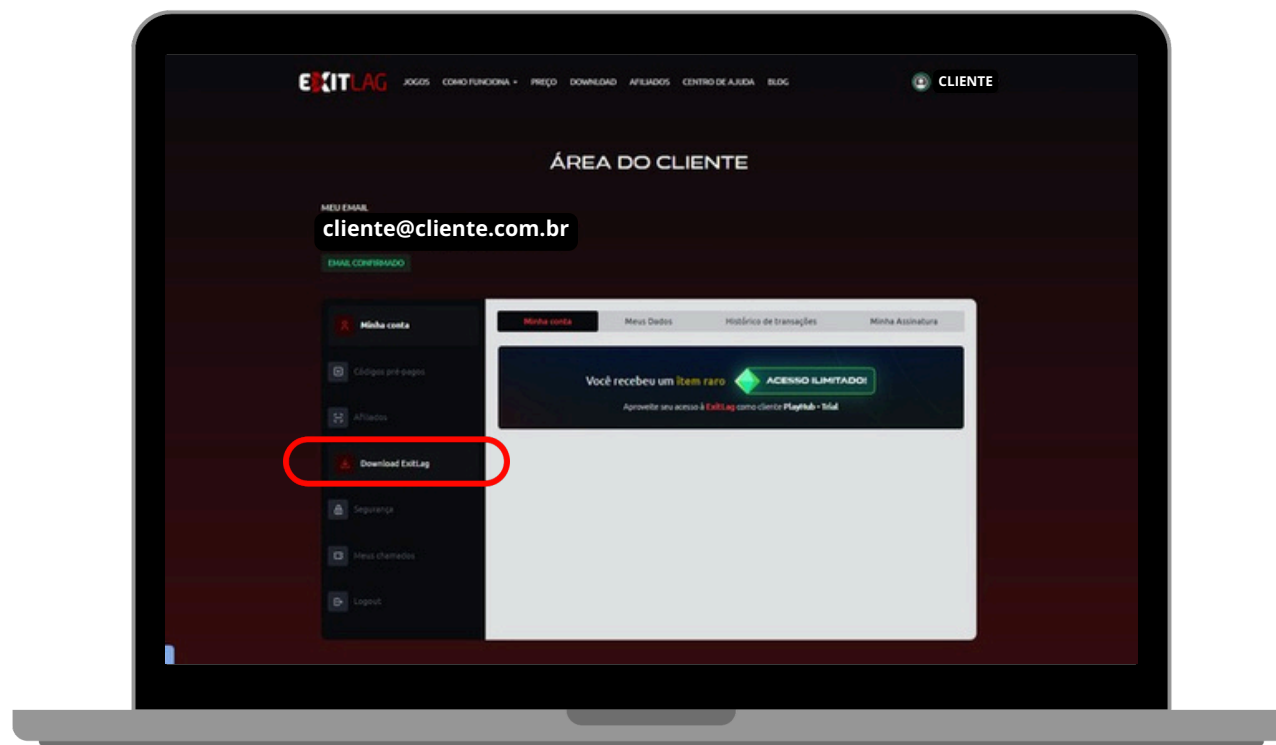 EXITLAG JOGOS COMO FUNCIONA PREÇO DOWNLOAD AFILIADOS CENTRO DE AJUDA BLOG CLIENTE
ÁREA DO CLIENTE
MEU EMAIL
cliente@cliente.com.br
EMAIL CONFIRMADO
Minha conta
Códigos pré-pagos
Afiliados
Download ExitLag
Segurança
Meus chamados
Logout
Minha conta Meus Dados Histórico de transações Minha Assinatura
Você recebeu um item raro ACESSO ILIMITADO!
Aproveite seu acesso à ExitLag como cliente PlayHub - Trial